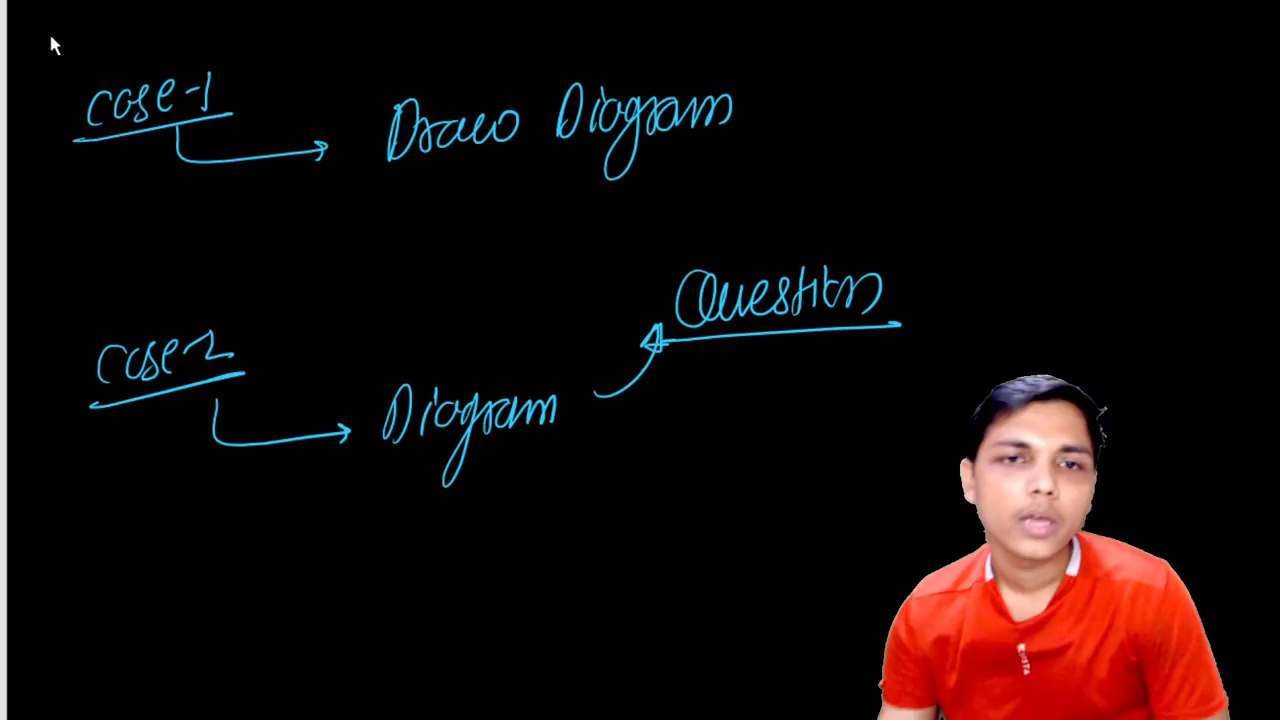 Case-1
Draw Diagram
Question
Case 2
Diagram